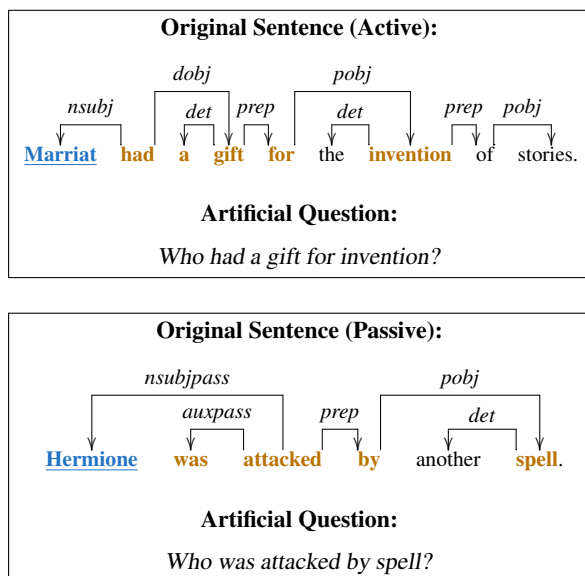 Original Sentence (Active):
dobj pobj
nsubj det prep det prep pobj
Marriat had a gift for the invention of stories.
Artificial Question:
Who had a gift for invention?
Original Sentence (Passive):
nsubjpass pobj
auxpass prep det
Hermione was attacked by another spell.
Artificial Question:
Who was attacked by spell?